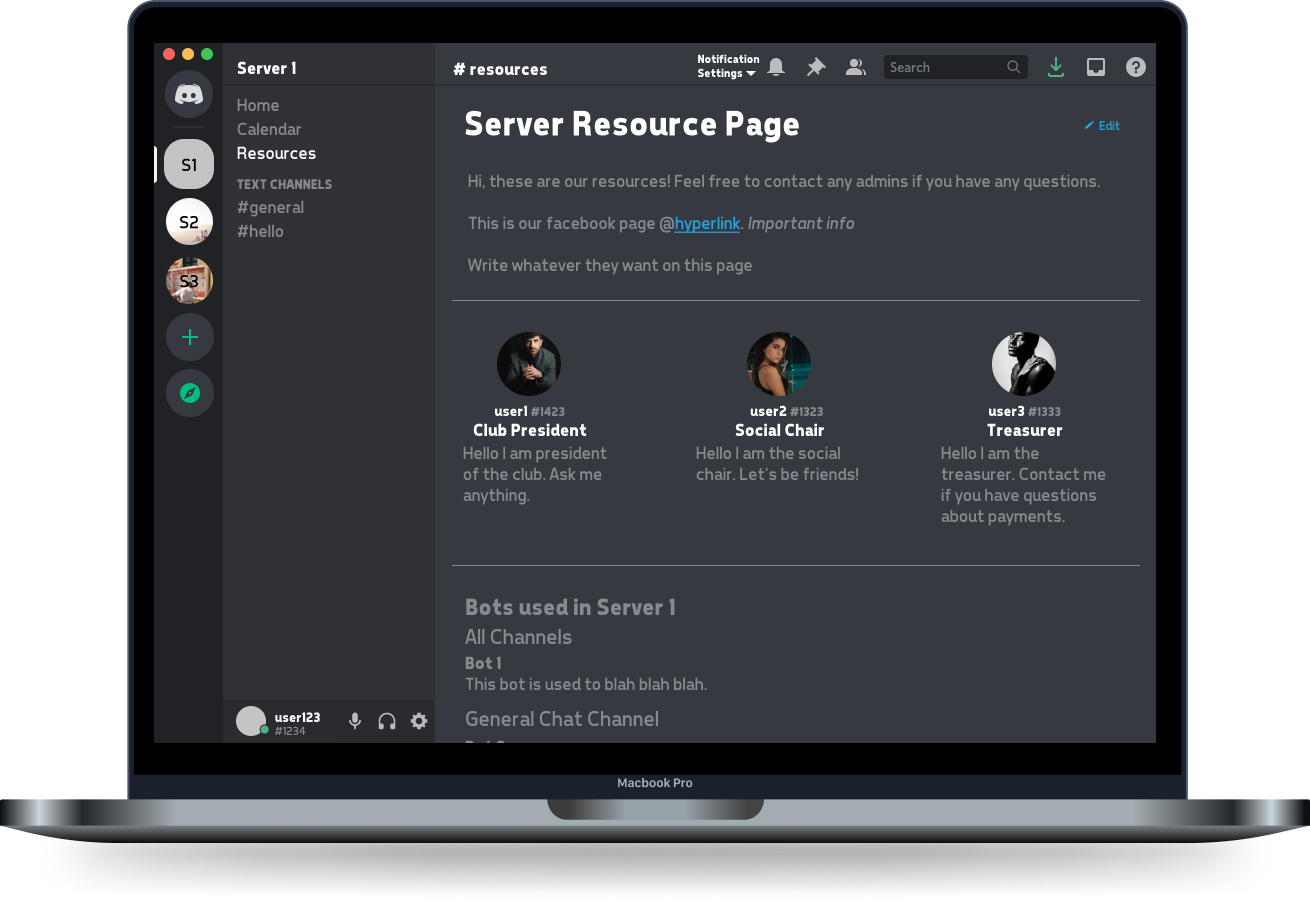 Server 1
# resources
Notification
Settings
Search
Home
Calendar
Resources
TEXT CHANNELS
#general
#hello
S1
S2
S3
Server Resource Page
Edit
Hi, these are our resources! Feel free to contact any admins if you have any questions.
This is our facebook page @hyperlink. Important info
Write whatever they want on this page
user1 #1423
Club President
Hello I am president
of the club. Ask me
anything.
user2 #1323
Social Chair
Hello I am the social
chair. Let's be friends!
user3 #1333
Treasurer
Hello I am the
treasurer. Contact me
if you have questions
about payments.
Bots used in Server 1
All Channels
Bot 1
This bot is used to blah blah blah.
General Chat Channel
user123
#1234
Macbook Pro